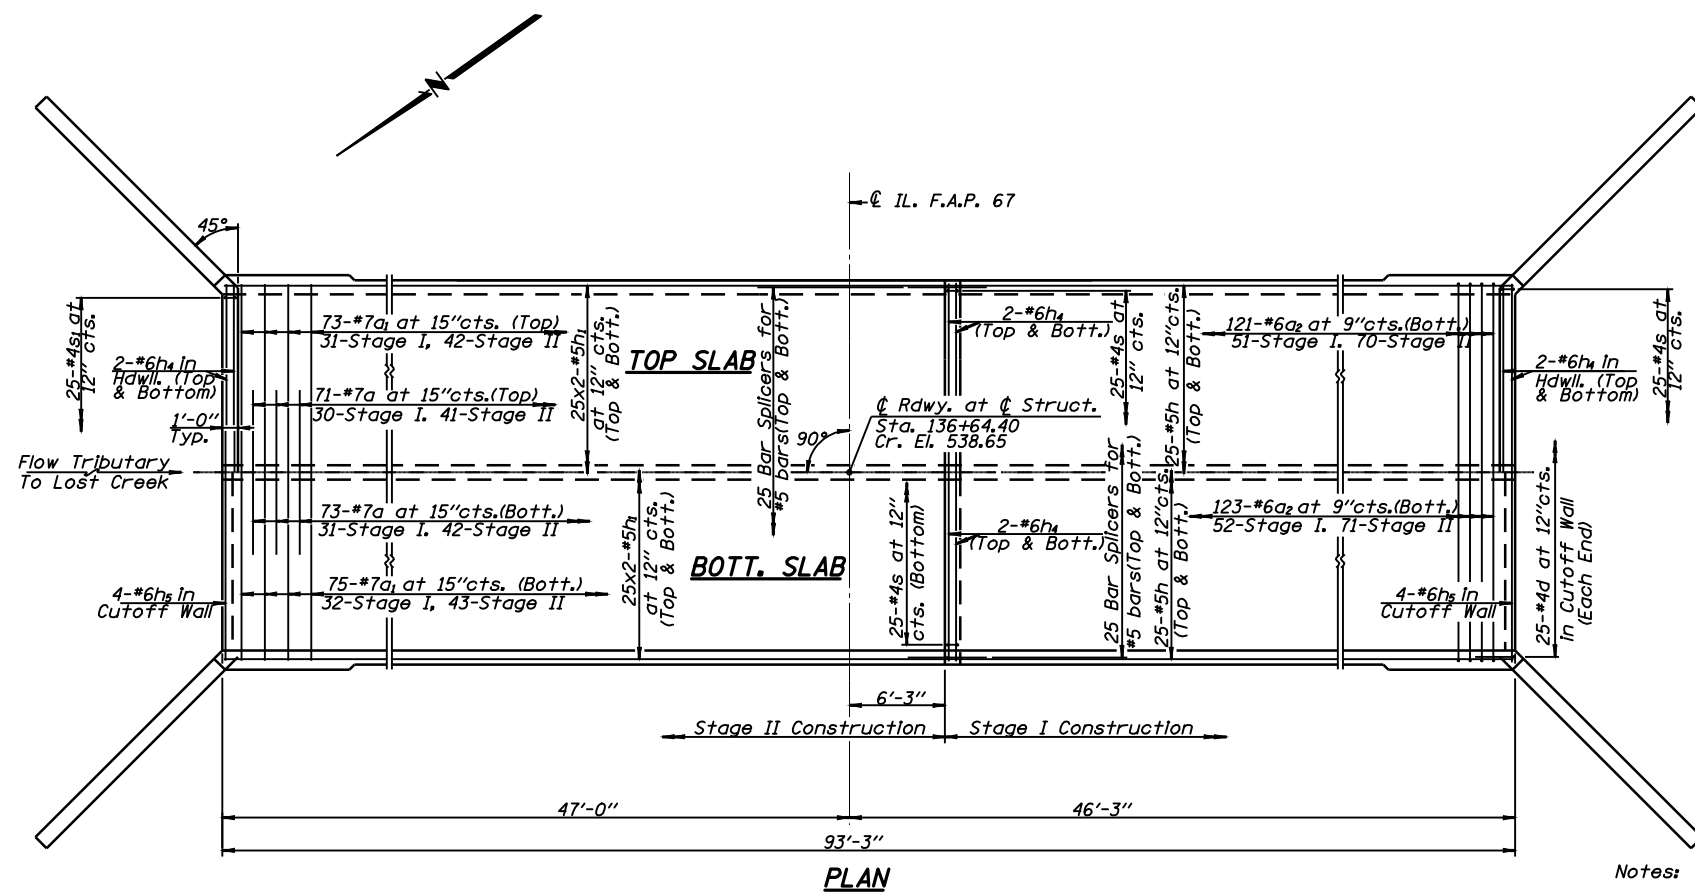 N
℄ IL. F.A.P. 67
45°
25-#4s₁ at
12" cts.
73-#7a₁ at 15"cts. (Top)
31-Stage I, 42-Stage II
2-#6h₄ in
Hdwll. (Top
& Bottom)
71-#7a at 15"cts.(Top)
30-Stage I. 41-Stage II
1'-0"
Typ.
25x2-#5h₁
at 12" cts.
(Top & Bott.)
TOP SLAB
25 Bar Splicers for
#5 bars(Top & Bott.)
2-#6h₄
(Top & Bott.)
25-#4s at
12" cts.
25-#5h at 12"cts.
(Top & Bott.)
121-#6a₂ at 9"cts.(Bott.)
51-Stage I. 70-Stage II
2-#6h₄ in
Hdwll. (Top
& Bottom)
25-#4s at
12" cts.
℄ Rdwy. at ℄ Struct.
Sta. 136+64.40
Cr. El. 538.65
90°
Flow Tributary
To Lost Creek
73-#7a at 15"cts.(Bott.)
31-Stage I. 42-Stage II
75-#7a₁ at 15"cts. (Bott.)
32-Stage I, 43-Stage II
4-#6h₅ in
Cutoff Wall
25x2-#5h₁
at 12" cts.
(Top & Bott.)
BOTT. SLAB
25-#4s at 12"
cts. (Bottom)
2-#6h₄
(Top & Bott.)
25 Bar Splicers for
#5 bars(Top & Bott.)
25-#5h at 12"cts.
(Top & Bott.)
123-#6a₂ at 9"cts.(Bott.)
52-Stage I. 71-Stage II
4-#6h₅ in
Cutoff Wall
25-#4d at 12"cts.
in Cutoff Wall
(Each End)
6'-3"
Stage II Construction
Stage I Construction
47'-0"
46'-3"
93'-3"
PLAN
Notes: